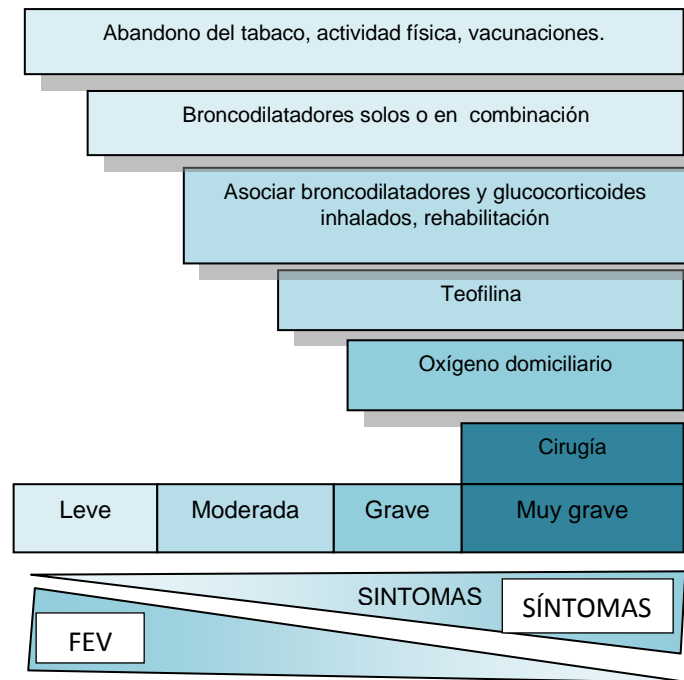 Abandono del tabaco, actividad física, vacunaciones.
Broncodilatadores solos o en combinación
Asociar broncodilatadores y glucocorticoides
inhalados, rehabilitación
Teofilina
Oxígeno domiciliario
Cirugía
Leve Moderada Grave Muy grave
SINTOMAS SÍNTOMAS
FEV